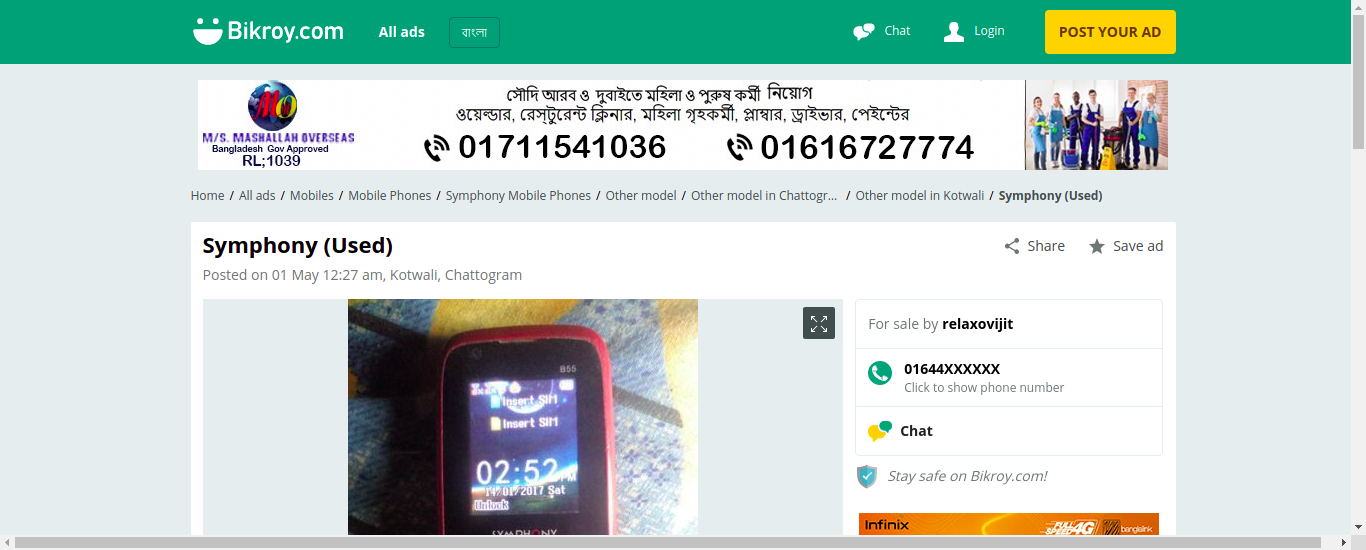 Bikroy.com
All ads
বাংলা
Chat
Login
POST YOUR AD
MO
M/S. MASHALLAH OVERSEAS
Bangladesh Gov Approved
RL;1039
সৌদি আরব ও দুবাইতে মহিলা ও পুরুষ কর্মী নিয়োগ
ওয়েল্ডার, রেস্টুরেন্ট ক্লিনার, মহিলা গৃহকর্মী, প্লাম্বার, ড্রাইভার, পেইন্টের
01711541036
01616727774
Home / All ads / Mobiles / Mobile Phones / Symphony Mobile Phones / Other model / Other model in Chattogr... / Other model in Kotwali / Symphony (Used)
Symphony (Used)
Share
Save ad
Posted on 01 May 12:27 am, Kotwali, Chattogram
B55
Insert SIM
Insert SIM
02:52 PM
14/01/2017 Sat
Unlock
SYMPHONY
For sale by relaxovijit
01644XXXXXX
Click to show phone number
Chat
Stay safe on Bikroy.com!
Infinix
FULL SPEED 4G
banglalink